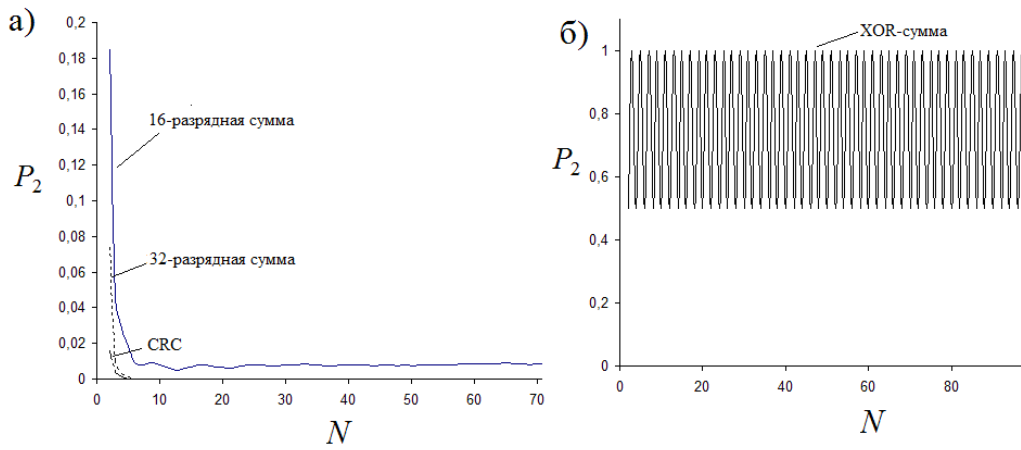 а)
0,2
0,18
0,16
0,14
0,12
0,1
0,08
0,06
0,04
0,02
0
P2
16-разрядная сумма
32-разрядная сумма
CRC
0 10 20 30 40 50 60 70
N
б)
XOR-сумма
1
0,8
0,6
0,4
0,2
0
P2
0 20 40 60 80
N